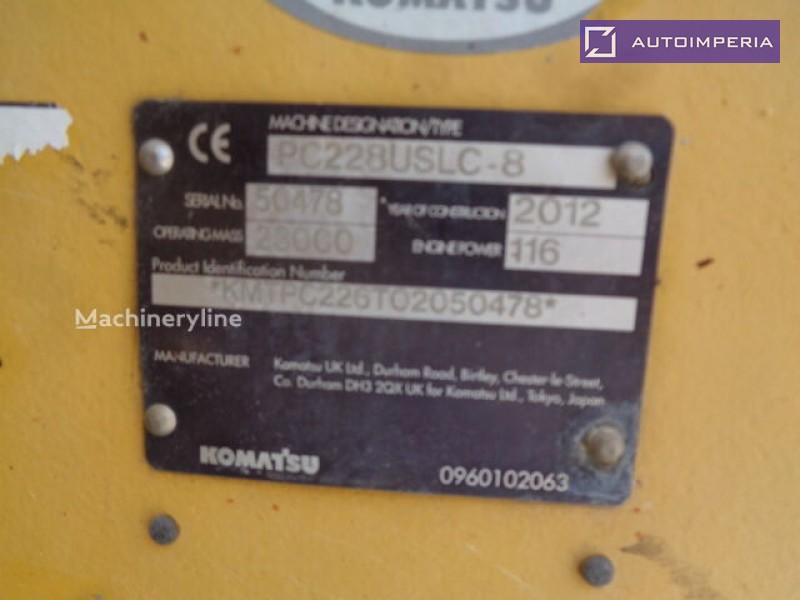 KOMATSU
AUTOIMPERIA
CE
MACHINE DESIGNATION/TYPE
PC228USLC-8
SERIAL No. 50478 * YEAR OF CONSTRUCTION 2012
OPERATING MASS 23000 ENGINE POWER 116
Product Identification Number
*KMTPC226T02050478*
Machineryline
MANUFACTURER Komatsu UK Ltd., Durham Road, Birtley, Chester-le-Street,
Co. Durham DH3 2QX UK for Komatsu Ltd., Tokyo, Japan
KOMATSU
0960102063